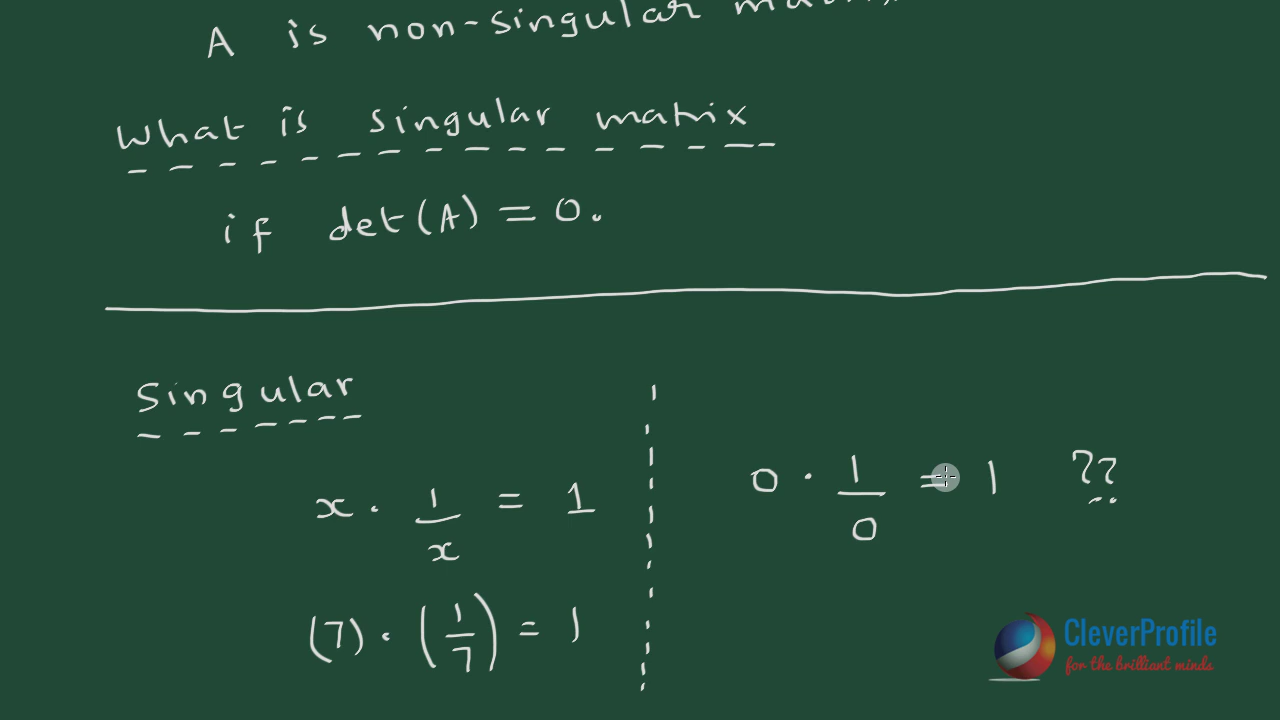 A is non-singular
What is singular matrix
if det(A) = 0.
Singular
x · 1/x = 1
0 · 1/0 = 1 ??
(7) · (1/7) = 1
CleverProfile
for the brilliant minds